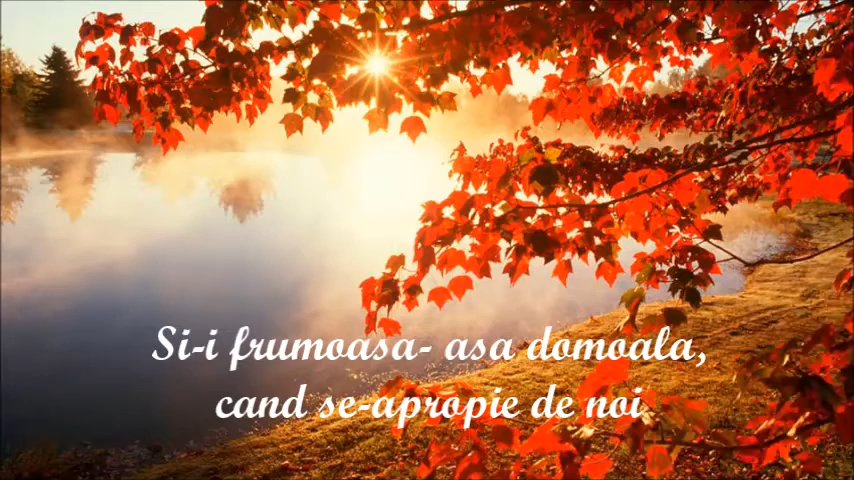 Si-i frumoasa- asa domoala,
cand se-apropie de noi